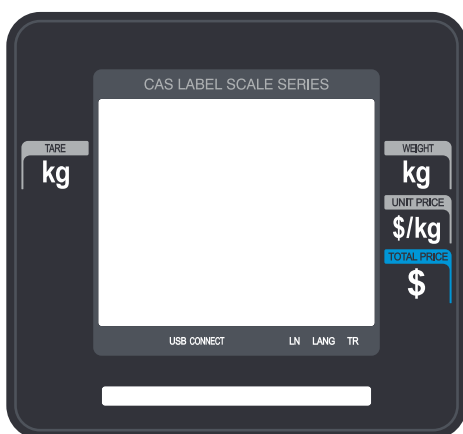 CAS LABEL SCALE SERIES
TARE
kg
WEIGHT
kg
UNIT PRICE
$/kg
TOTAL PRICE
$
USB CONNECT LN LANG TR